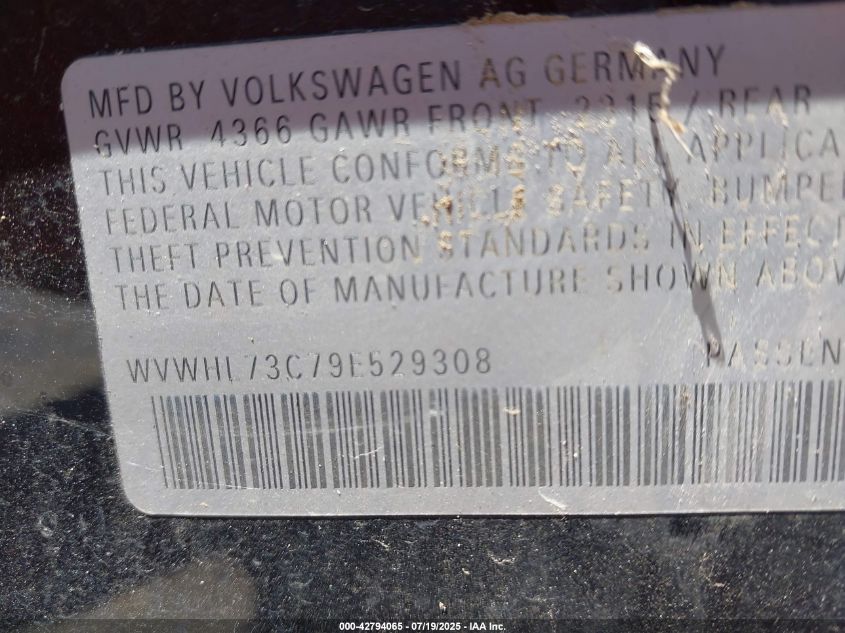 MFD BY VOLKSWAGEN AG GERMANY
GVWR 4366 GAWR FRONT 2315 / REAR
THIS VEHICLE CONFORMS TO ALL APPLICA
FEDERAL MOTOR VEHICLE SAFETY, BUMPE
THEFT PREVENTION STANDARDS IN EFFECT
THE DATE OF MANUFACTURE SHOWN ABOV
WVWHL73C79E529308 PASSEN
000-42794065 - 07/19/2025 - IAA Inc.